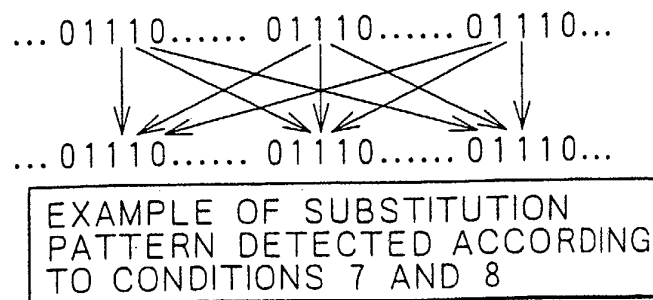 ...01110......01110......01110...
...01110......01110......01110...
EXAMPLE OF SUBSTITUTION
PATTERN DETECTED ACCORDING
TO CONDITIONS 7 AND 8